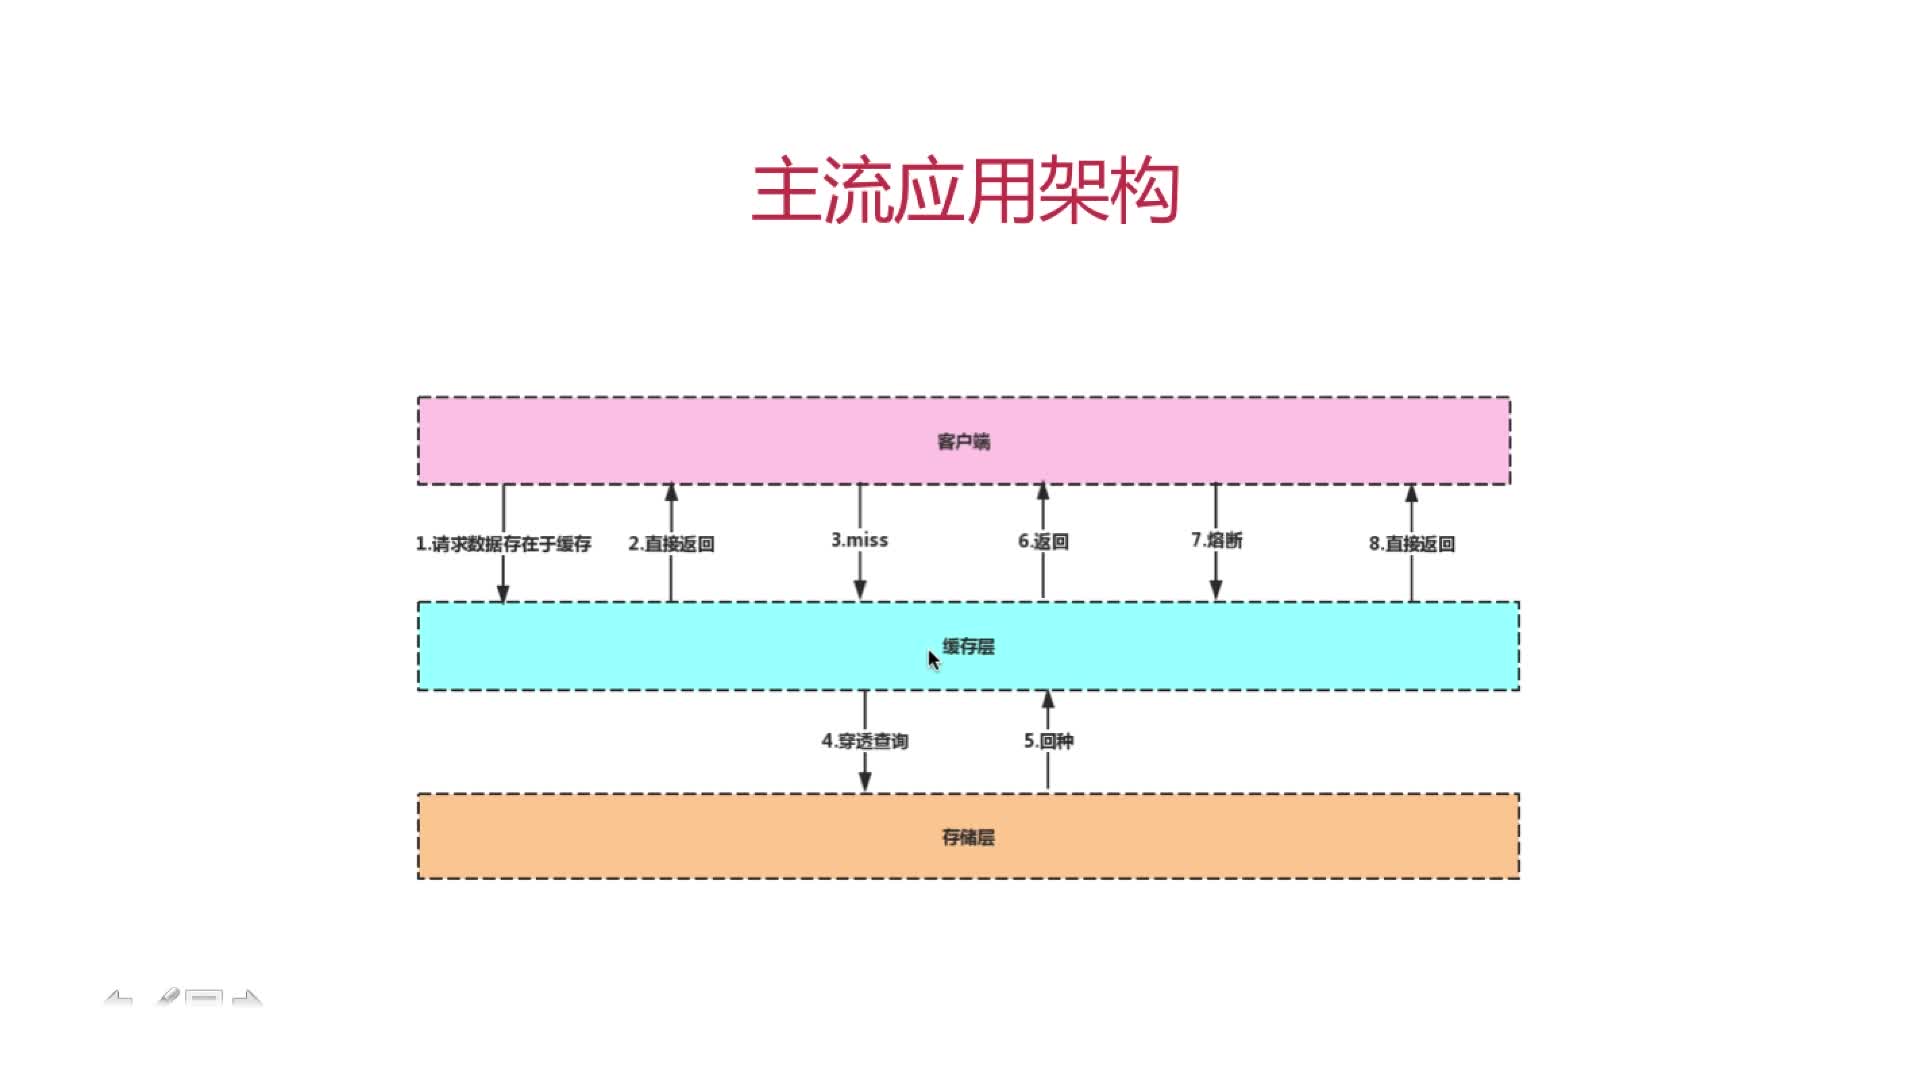 主流应用架构
客户端
1.请求数据存在于缓存
2.直接返回
3.miss
6.返回
7.熔断
8.直接返回
缓存层
4.穿透查询
5.回种
存储层